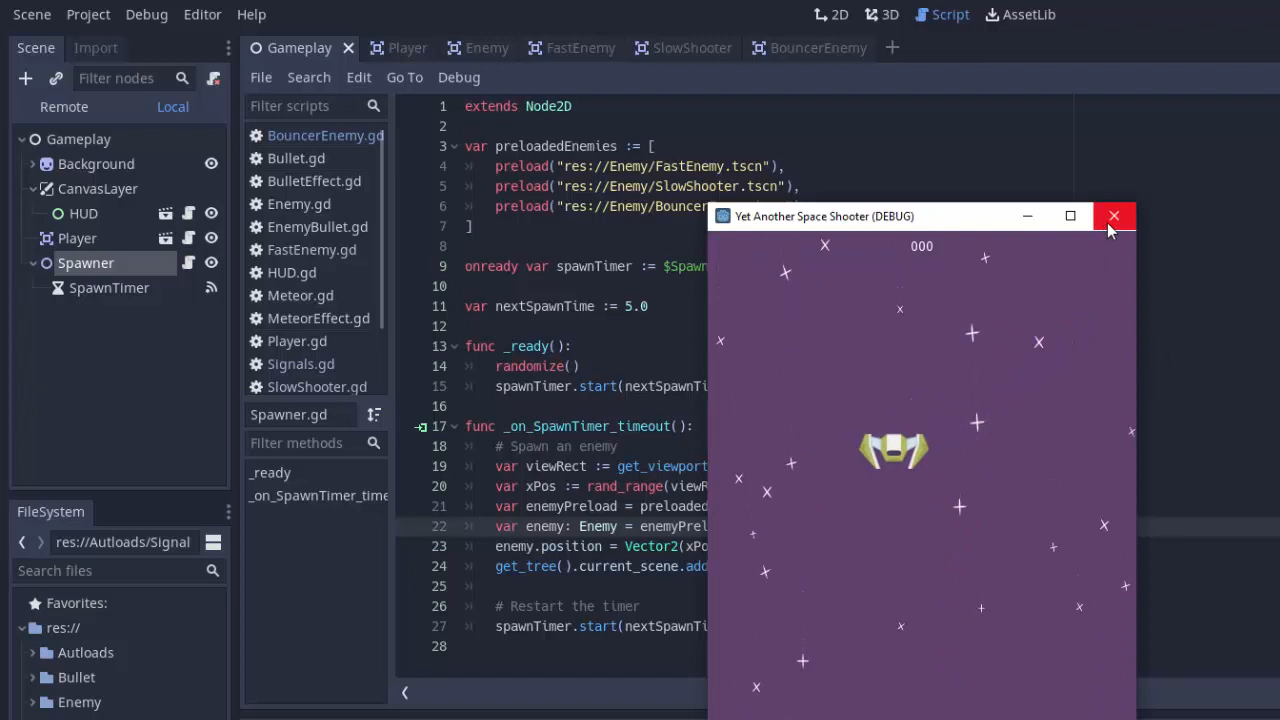 Scene Project Debug Editor Help
2D 3D Script AssetLib
Scene Import
Filter nodes
Remote Local
Gameplay
Background
CanvasLayer
HUD
Player
Spawner
SpawnTimer
FileSystem
res://Autloads/Signal
Search files
Favorites:
res://
Autloads
Bullet
Enemy
Gameplay Player Enemy FastEnemy SlowShooter BouncerEnemy
File Search Edit Go To Debug
Filter scripts
BouncerEnemy.gd
Bullet.gd
BulletEffect.gd
Enemy.gd
EnemyBullet.gd
FastEnemy.gd
HUD.gd
Meteor.gd
MeteorEffect.gd
Player.gd
Signals.gd
SlowShooter.gd
Spawner.gd
Filter methods
_ready
_on_SpawnTimer_time
1 extends Node2D
2
3 var preloadedEnemies := [
4 preload("res://Enemy/FastEnemy.tscn"),
5 preload("res://Enemy/SlowShooter.tscn"),
6 preload("res://Enemy/Bouncer
7 ]
8
9 onready var spawnTimer := $Spawn
10
11 var nextSpawnTime := 5.0
12
13 func _ready():
14 randomize()
15 spawnTimer.start(nextSpawnTi
16
17 func _on_SpawnTimer_timeout():
18 # Spawn an enemy
19 var viewRect := get_viewport
20 var xPos := rand_range(viewR
21 var enemyPreload = preloaded
22 var enemy: Enemy = enemyPrel
23 enemy.position = Vector2(xPo
24 get_tree().current_scene.add
25
26 # Restart the timer
27 spawnTimer.start(nextSpawnTi
28
Yet Another Space Shooter (DEBUG)
000